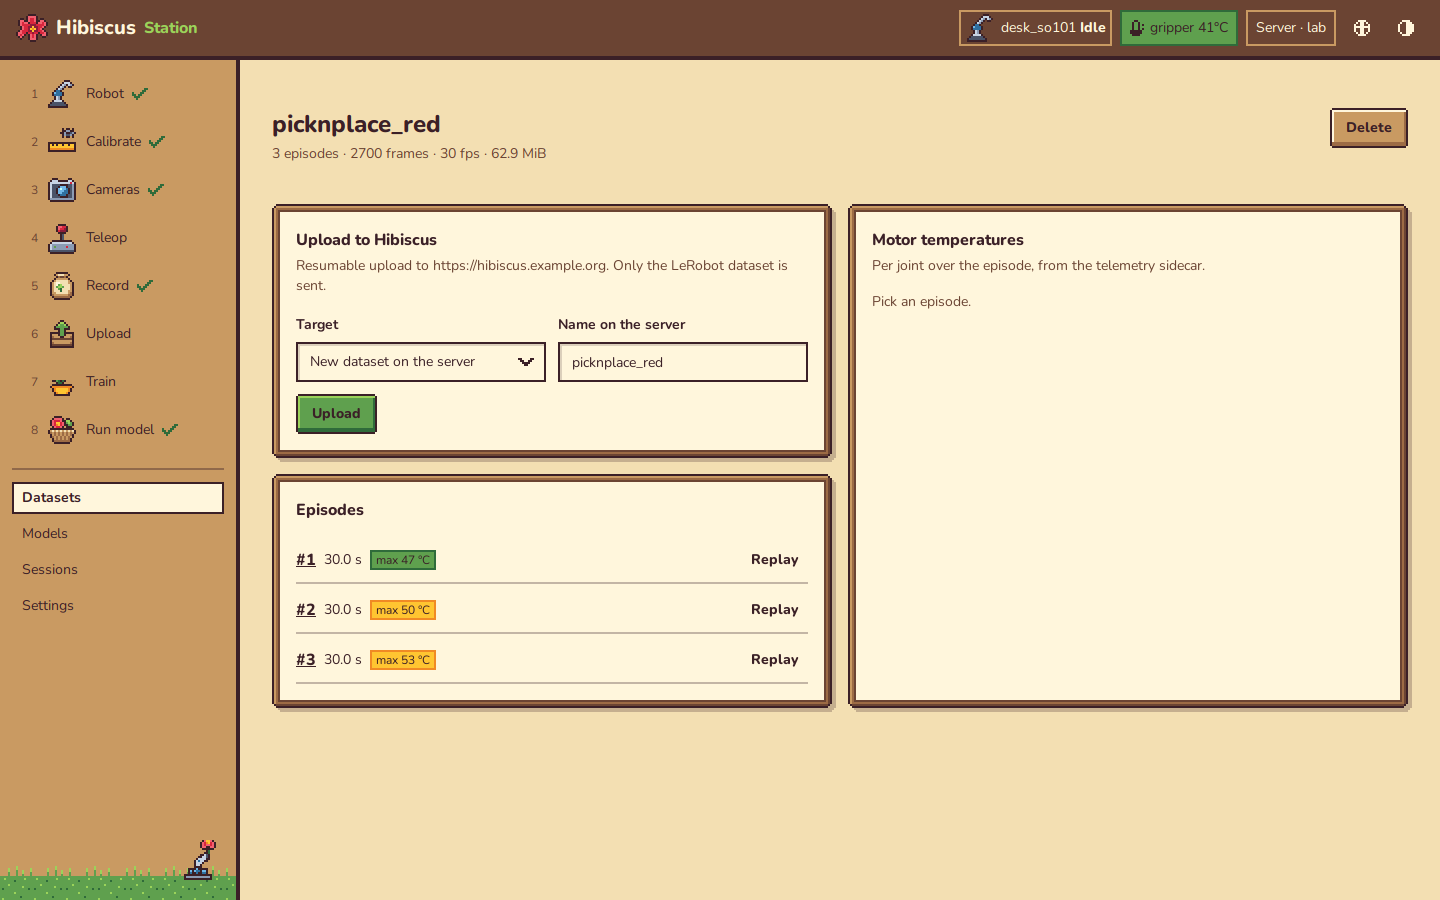 Hibiscus Station
desk_so101 Idle
gripper 41°C
Server · lab
1 Robot
2 Calibrate
3 Cameras
4 Teleop
5 Record
6 Upload
7 Train
8 Run model
Datasets
Models
Sessions
Settings
picknplace_red
3 episodes · 2700 frames · 30 fps · 62.9 MiB
Delete
Upload to Hibiscus
Resumable upload to https://hibiscus.example.org. Only the LeRobot dataset is
sent.
Target
Name on the server
New dataset on the server
picknplace_red
Upload
Episodes
#1 30.0 s max 47 °C Replay
#2 30.0 s max 50 °C Replay
#3 30.0 s max 53 °C Replay
Motor temperatures
Per joint over the episode, from the telemetry sidecar.
Pick an episode.